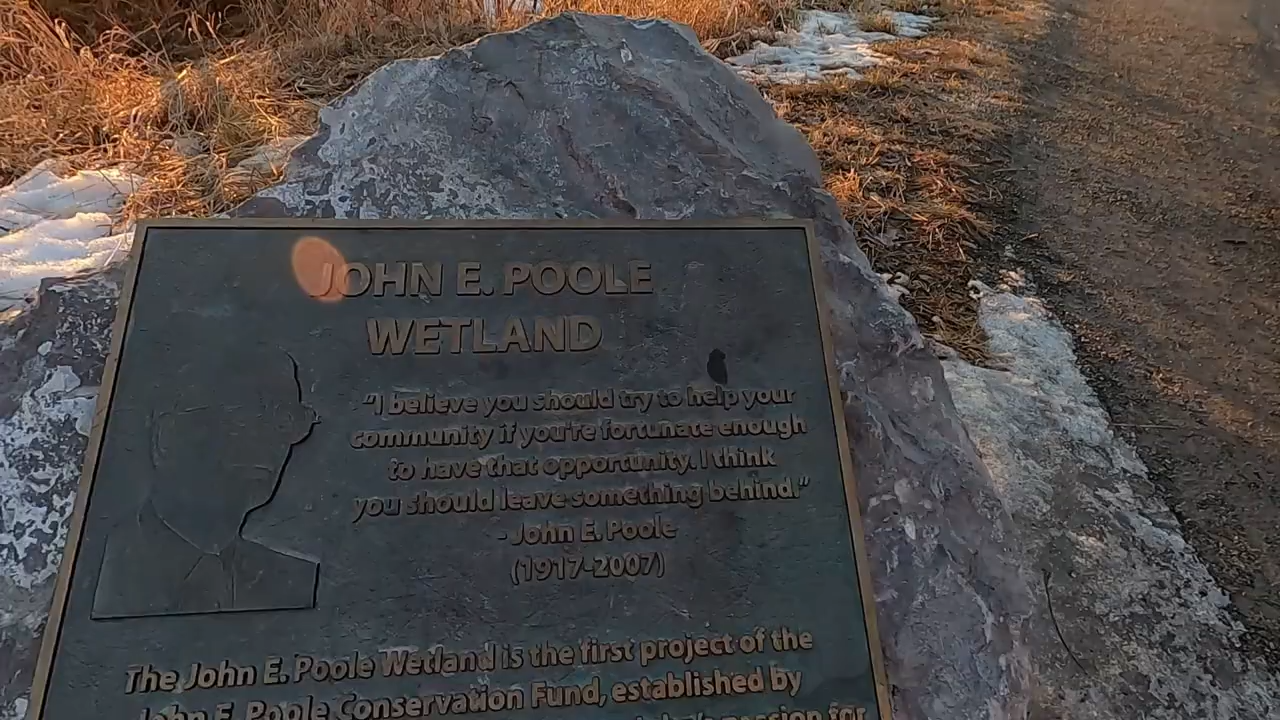 JOHN E. POOLE
WETLAND
"I believe you should try to help your
community if you're fortunate enough
to have that opportunity. I think
you should leave something behind."
- John E. Poole
(1917-2007)
The John E. Poole Wetland is the first project of the
John E. Poole Conservation Fund, established by
passion for